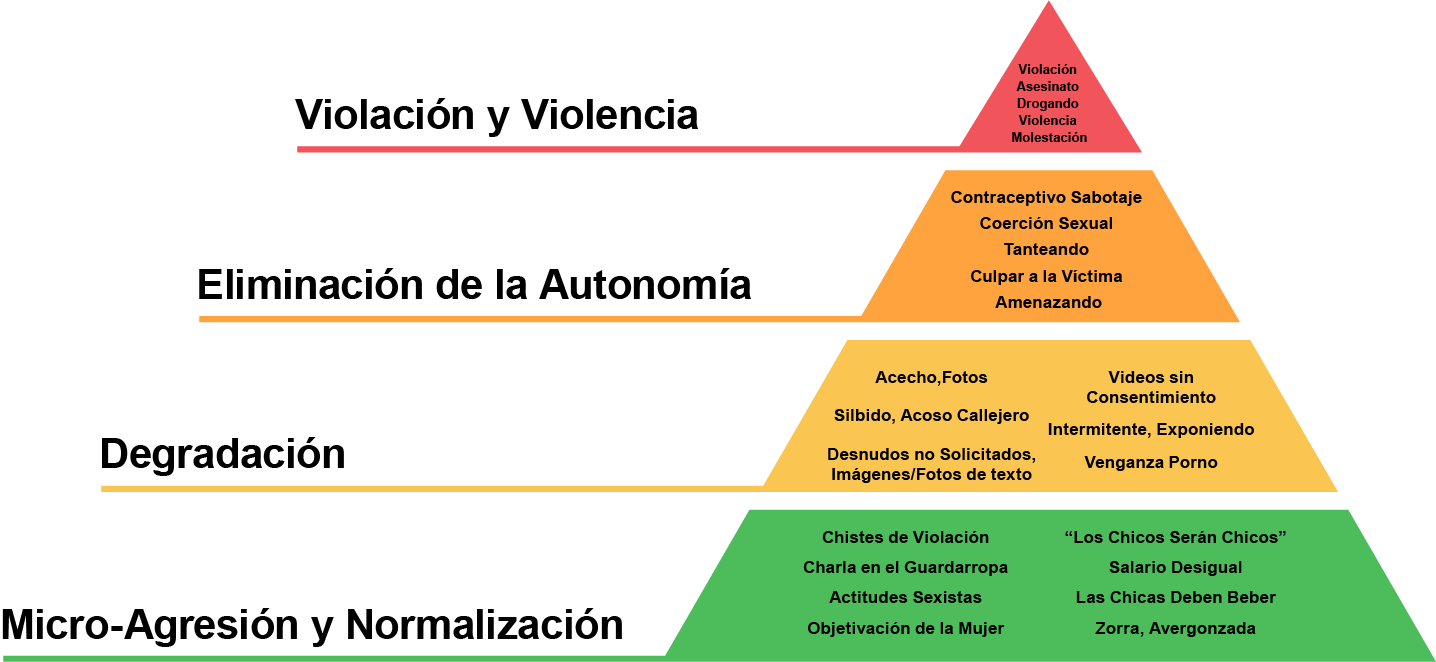 Violación y Violencia
Violación
Asesinato
Drogando
Violencia
Molestación
Eliminación de la Autonomía
Contraceptivo Sabotaje
Coerción Sexual
Tanteando
Culpar a la Víctima
Amenazando
Degradación
Acecho,Fotos
Silbido, Acoso Callejero
Desnudos no Solicitados,
Imágenes/Fotos de texto
Videos sin
Consentimiento
Intermitente, Exponiendo
Venganza Porno
Micro-Agresión y Normalización
Chistes de Violación
Charla en el Guardarropa
Actitudes Sexistas
Objetivación de la Mujer
“Los Chicos Serán Chicos”
Salario Desigual
Las Chicas Deben Beber
Zorra, Avergonzada